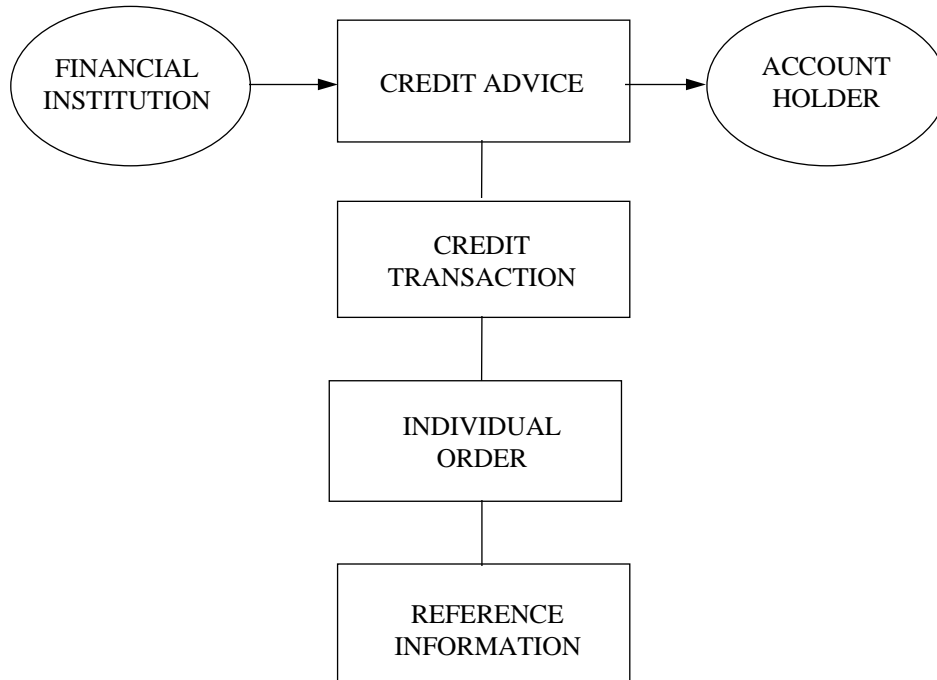 FINANCIAL
INSTITUTION
CREDIT ADVICE
ACCOUNT
HOLDER
CREDIT
TRANSACTION
INDIVIDUAL
ORDER
REFERENCE
INFORMATION